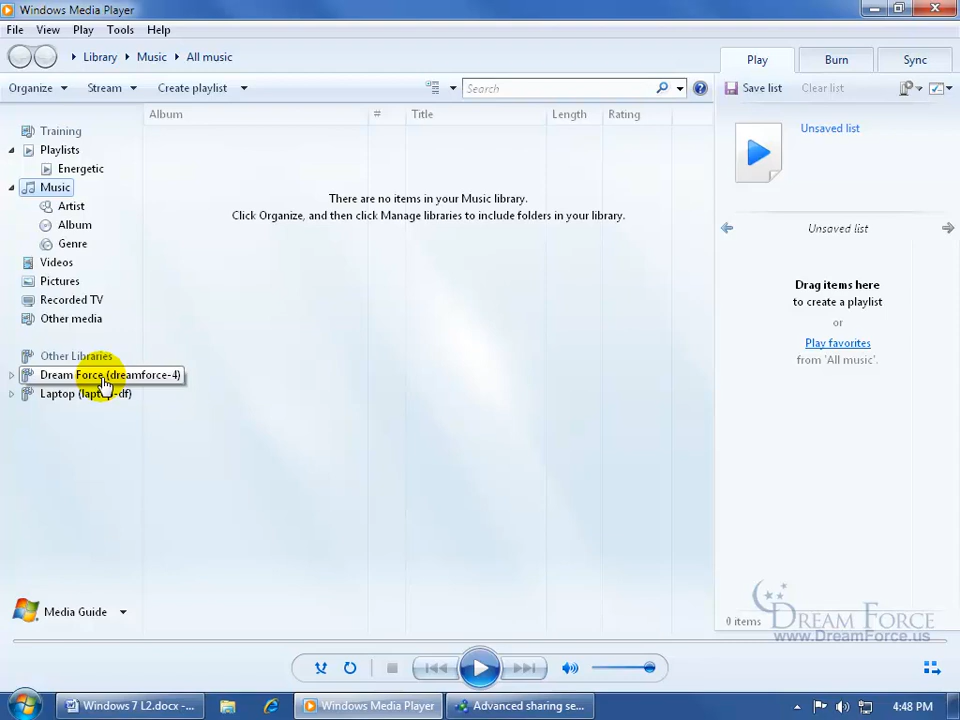 Windows Media Player
File View Play Tools Help
Library Music All music
Play Burn Sync
Organize Stream Create playlist
Search
Save list Clear list
Album # Title Length Rating
Training
Playlists
Energetic
Music
Artist
Album
Genre
Videos
Pictures
Recorded TV
Other media
Other Libraries
Dream Force (dreamforce-4)
Laptop (laptop-df)
There are no items in your Music library.
Click Organize, and then click Manage libraries to include folders in your library.
Unsaved list
Unsaved list
Drag items here
to create a playlist
or
Play favorites
from 'All music'.
Media Guide
0 items
DREAM FORCE
www.DreamForce.us
Windows 7 L2.docx -...
Windows Media Player
Advanced sharing se...
4:48 PM